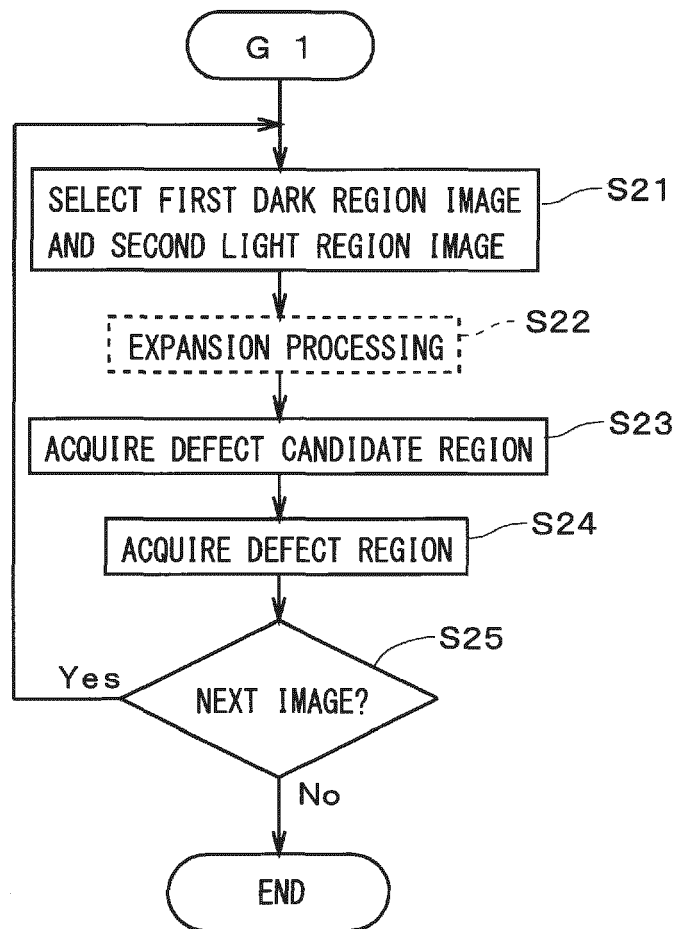 G 1
SELECT FIRST DARK REGION IMAGE
AND SECOND LIGHT REGION IMAGE
S21
EXPANSION PROCESSING
S22
ACQUIRE DEFECT CANDIDATE REGION
S23
ACQUIRE DEFECT REGION
S24
NEXT IMAGE?
S25
Yes
No
END